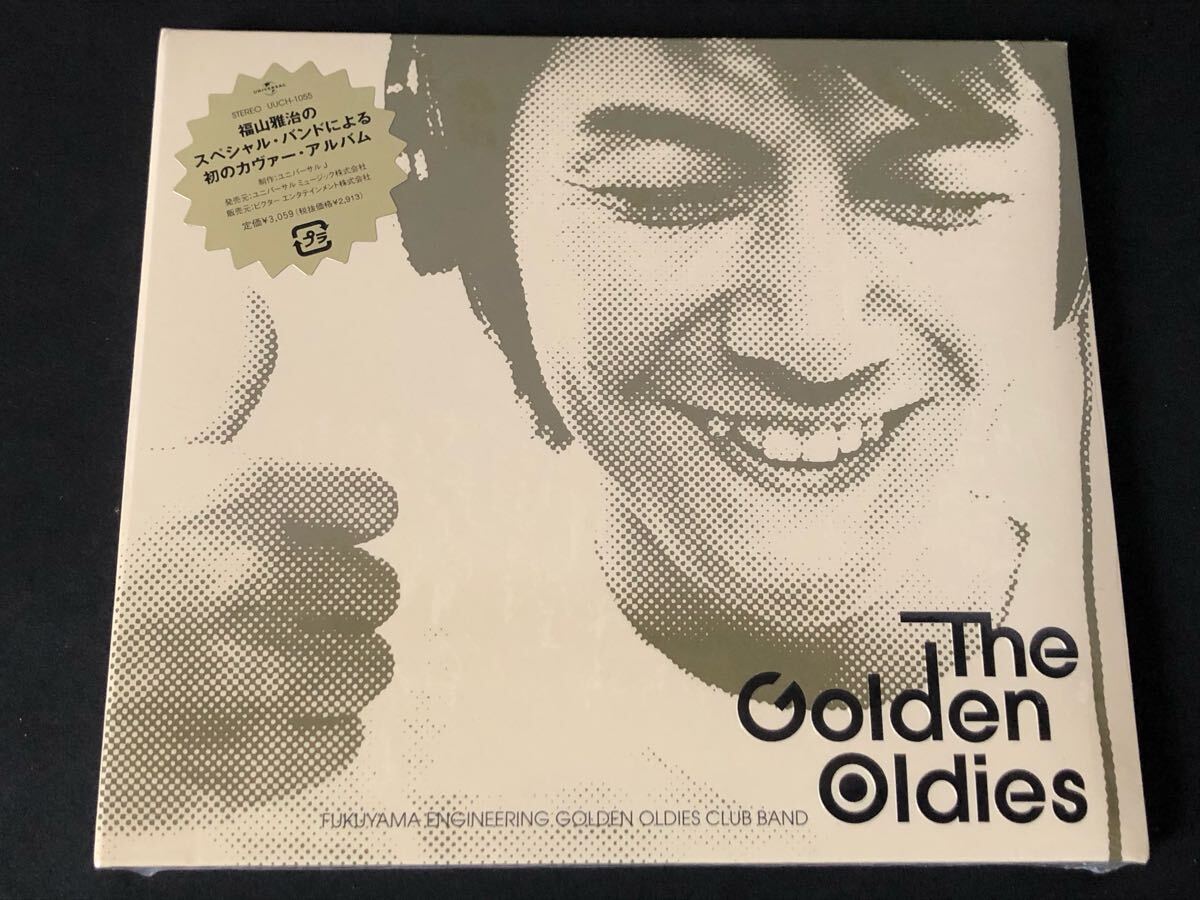 UNIVERSAL
STEREO UUCH-1055
福山雅治の
スペシャル・バンドによる
初のカヴァー・アルバム
制作:ユニバーサル J
発売元:ユニバーサル ミュージック株式会社
販売元:ビクター エンタテインメント株式会社
定価¥3,059(税抜価格¥2,913)
プラ
The
Golden
Oldies
FUKUYAMA ENGINEERING GOLDEN OLDIES CLUB BAND